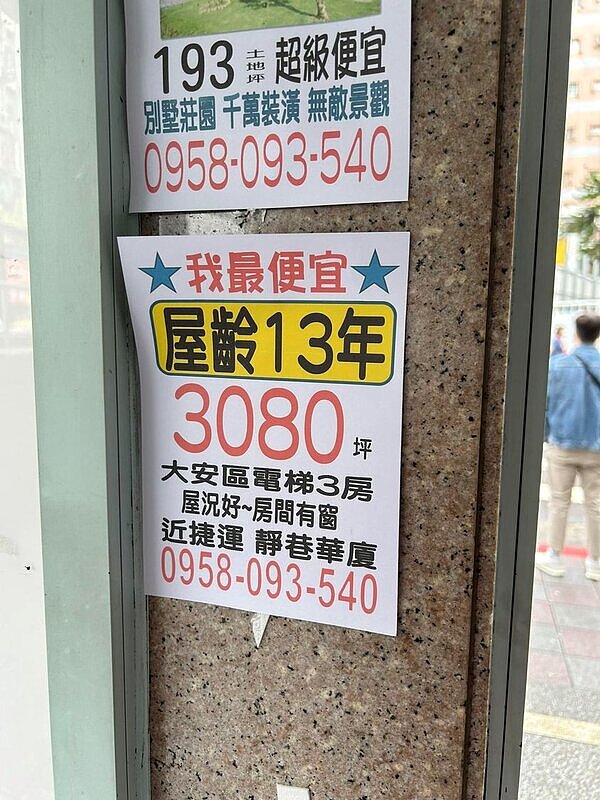 193 土地坪 超級便宜
別墅莊園 千萬裝潢 無敵景觀
0958-093-540
★我最便宜★
屋齡13年
3080坪
大安區電梯3房
屋況好~房間有窗
近捷運 靜巷華廈
0958-093-540